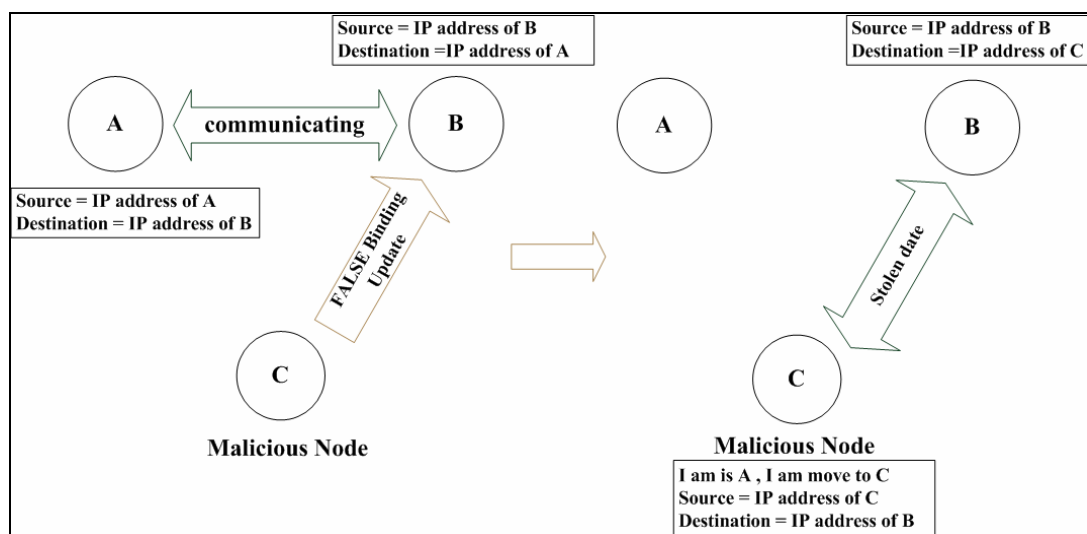 Source = IP address of B
Destination =IP address of A
A
communicating
B
Source = IP address of A
Destination = IP address of B
FALSE Binding
Update
C
Malicious Node
Source = IP address of B
Destination =IP address of C
A
B
Stolen date
C
Malicious Node
I am is A , I am move to C
Source = IP address of C
Destination = IP address of B